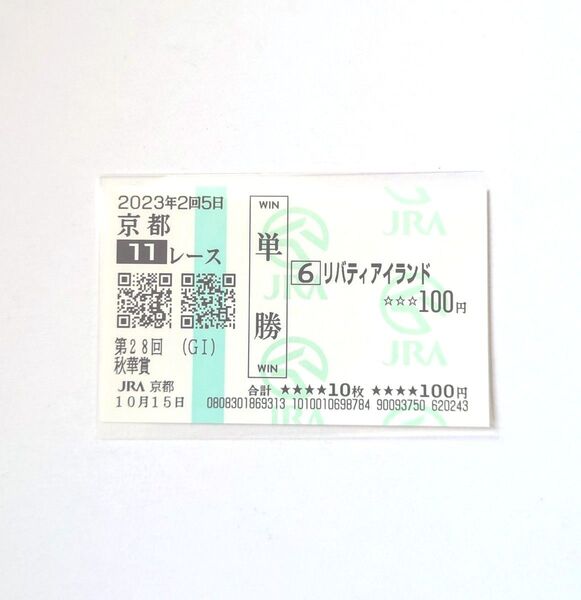 2023年2回5日
京都
11レース
第28回 (GI)
秋華賞
JRA 京都
10月15日
WIN
単勝
WIN
6 リバティアイランド
☆☆☆100円
合計 ★★★★10枚 ★★★★100円
0808301869313 1010010698784 90093750 620243
JRA
JRA
JRA
JRA